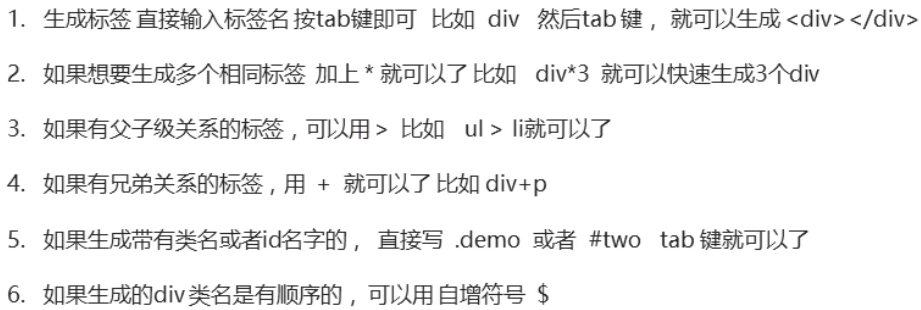 1. 生成标签 直接输入标签名 按tab键即可 比如 div 然后tab 键， 就可以生成 <div></div>
2. 如果想要生成多个相同标签 加上 * 就可以了 比如 div*3 就可以快速生成3个div
3. 如果有父子级关系的标签，可以用 > 比如 ul > li就可以了
4. 如果有兄弟关系的标签，用 + 就可以了 比如 div+p
5. 如果生成带有类名或者id名字的， 直接写 .demo 或者 #two tab 键就可以了
6. 如果生成的div 类名是有顺序的， 可以用 自增符号 $